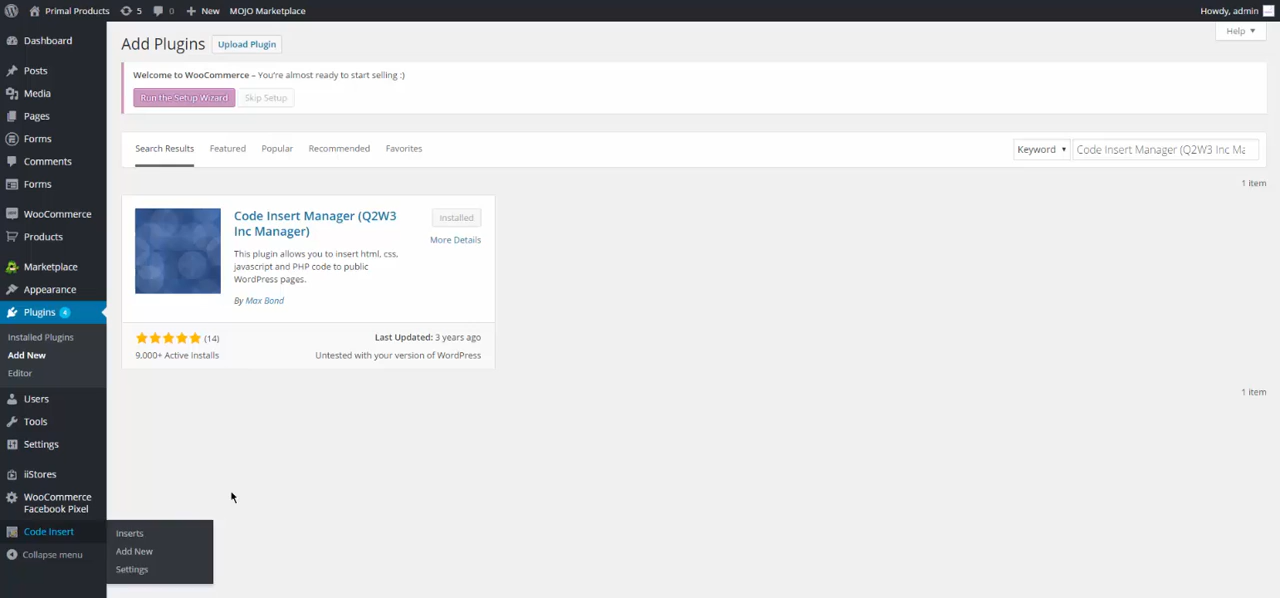 Primal Products 5 0 New MOJO Marketplace Howdy, admin
Help ▼
Dashboard
Posts
Media
Pages
Forms
Comments
Forms
WooCommerce
Products
Marketplace
Appearance
Plugins 4
Installed Plugins
Add New
Editor
Users
Tools
Settings
iiStores
WooCommerce
Facebook Pixel
Code Insert
Collapse menu
Inserts
Add New
Settings
Add Plugins Upload Plugin
Welcome to WooCommerce – You're almost ready to start selling :)
Run the Setup Wizard Skip Setup
Search Results Featured Popular Recommended Favorites Keyword ▼ Code Insert Manager (Q2W3 Inc Ma
1 item
Code Insert Manager (Q2W3
Inc Manager)
Installed
More Details
This plugin allows you to insert html, css,
javascript and PHP code to public
WordPress pages.
By Max Bond
(14) Last Updated: 3 years ago
9,000+ Active Installs Untested with your version of WordPress
1 item